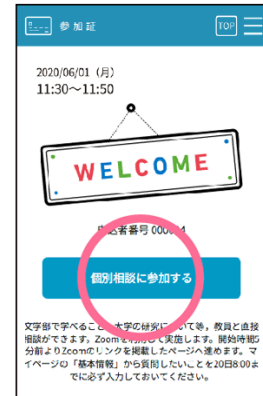 参加証 TOP
2020/06/01（月）
11:30〜11:50
WELCOME
者番号 000
個別相談に参加する
文学部で学べること 大学の研究 いて等，教員と直接
相談ができます。Zoomを利用して実施します。開始時間5
分前よりZoomのリンクを掲載したページへ進めます。マ
イページの「基本情報」から質問したいことを20日8:00ま
でに必ず入力しておいてください。